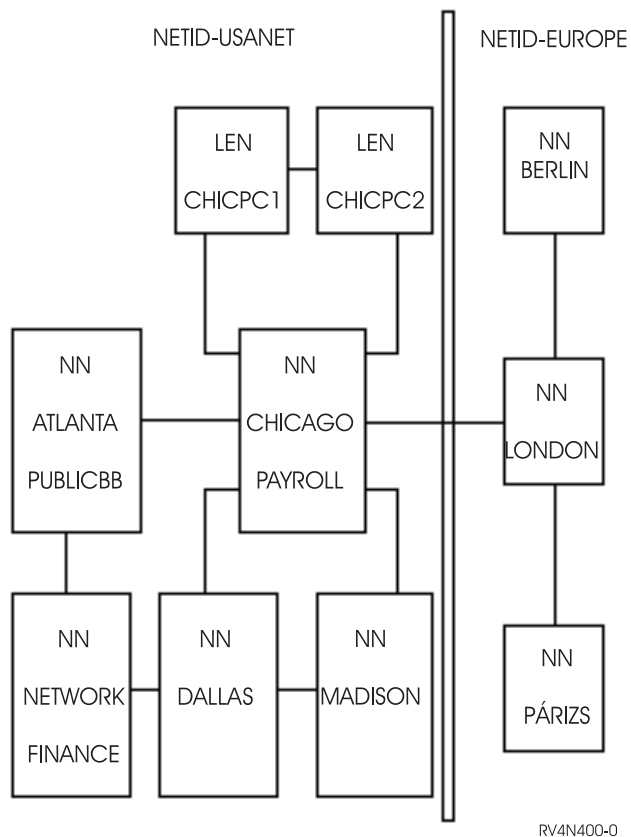 NETID-USANET
NETID-EUROPE
LEN
CHICPC1
LEN
CHICPC2
NN
BERLIN
NN
ATLANTA
PUBLICBB
NN
CHICAGO
PAYROLL
NN
LONDON
NN
NETWORK
FINANCE
NN
DALLAS
NN
MADISON
NN
PÁRIZS
RV4N400-0